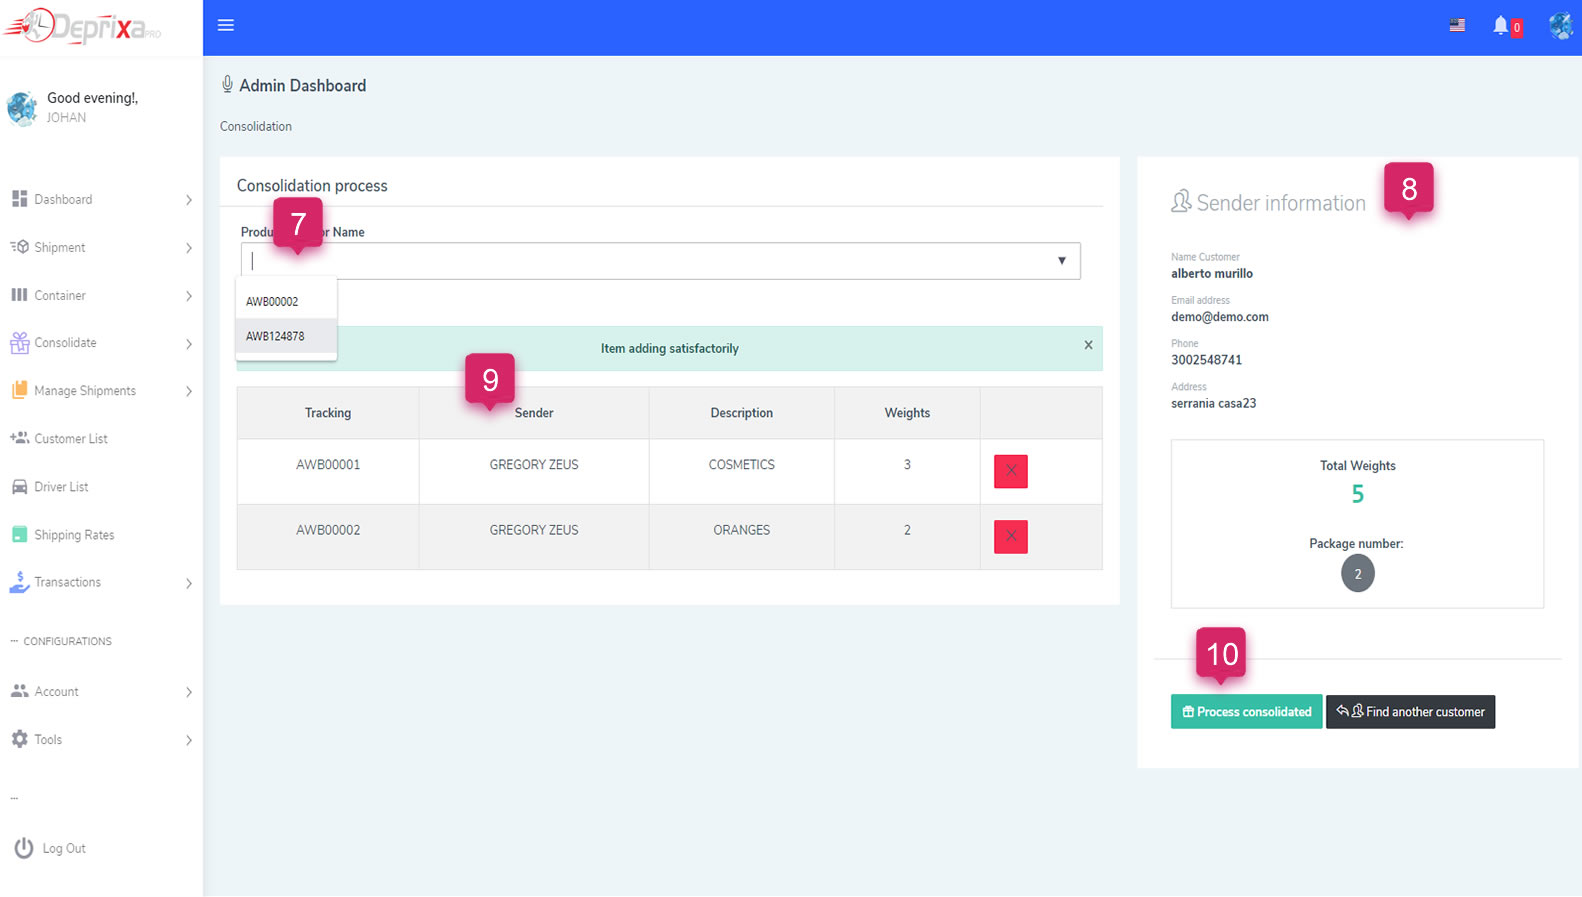 Deprixa PRO
0
Good evening!,
JOHAN
Dashboard
Shipment
Container
Consolidate
Manage Shipments
Customer List
Driver List
Shipping Rates
Transactions
--- CONFIGURATIONS
Account
Tools
...
Log Out
Admin Dashboard
Consolidation
Consolidation process
7
Name
AWB00002
AWB124878
Item adding satisfactorily
X
9
Tracking Sender Description Weights
AWB00001 GREGORY ZEUS COSMETICS 3 X
AWB00002 GREGORY ZEUS ORANGES 2 X
Sender information
8
Name Customer
alberto murillo
Email address
demo@demo.com
Phone
3002548741
Address
serrania casa23
Total Weights
5
Package number:
2
10
Process consolidated Find another customer